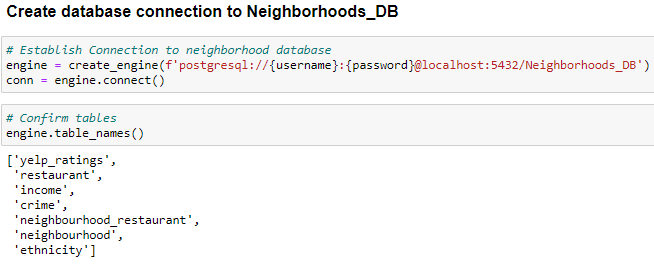 Create database connection to Neighborhoods_DB
# Establish Connection to neighborhood database
engine = create_engine(f'postgresql://{username}:{password}@localhost:5432/Neighborhoods_DB')
conn = engine.connect()
# Confirm tables
engine.table_names()
['yelp_ratings',
 'restaurant',
 'income',
 'crime',
 'neighbourhood_restaurant',
 'neighbourhood',
 'ethnicity']